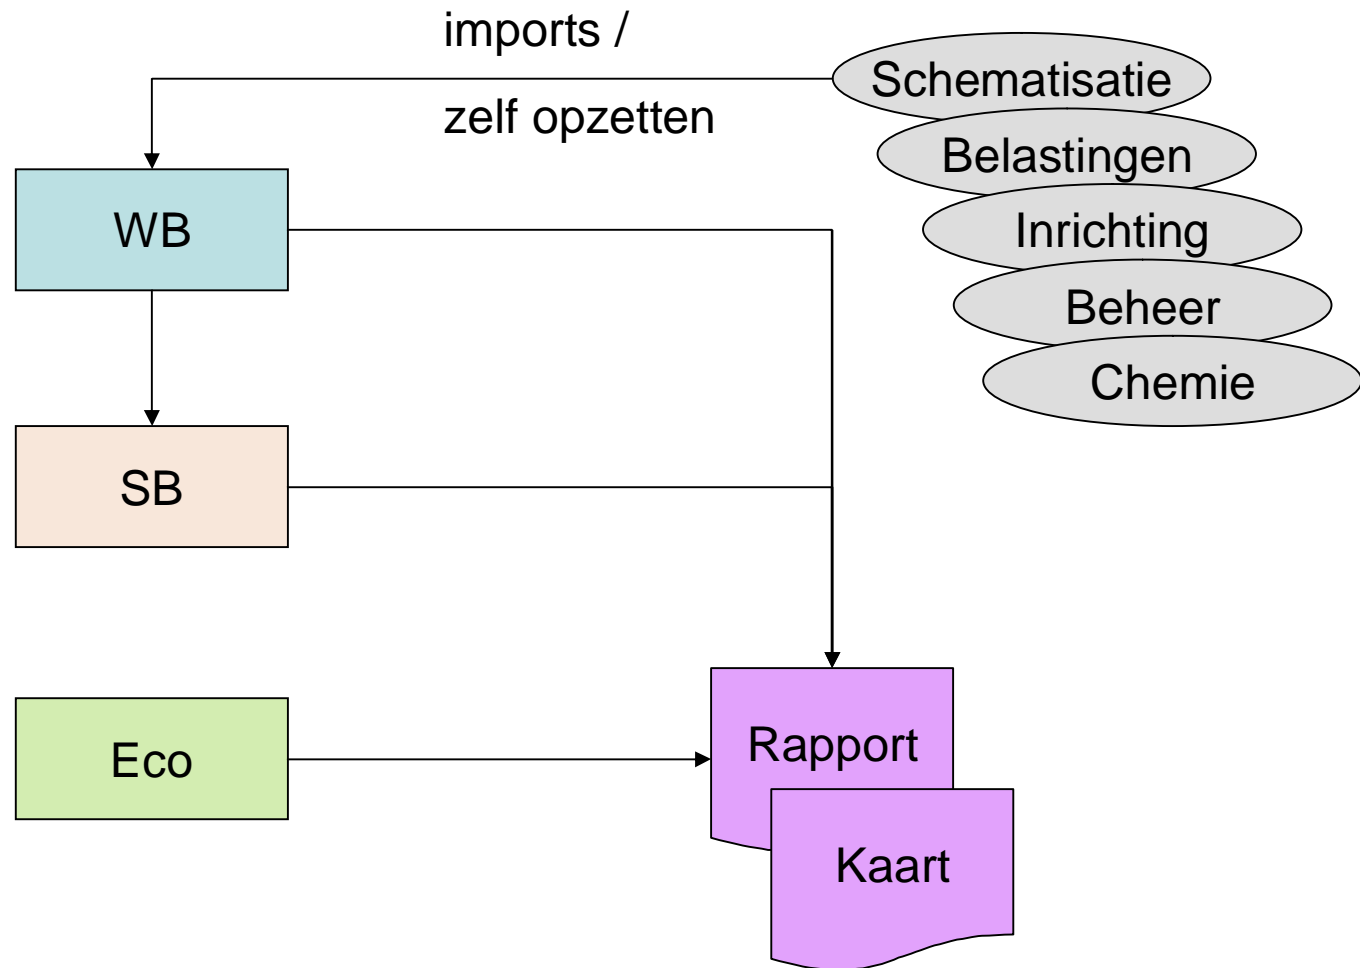 imports /
zelf opzetten
Schematisatie
Belastingen
Inrichting
Beheer
Chemie
WB
SB
Eco
Rapport
Kaart